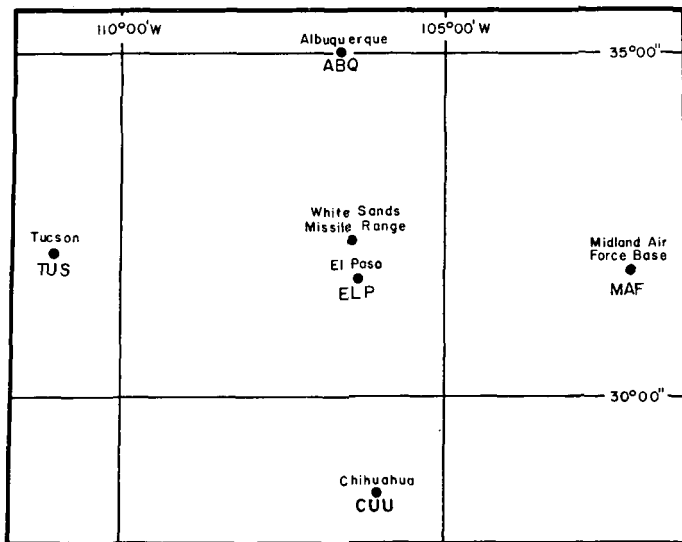 110°00'W
105°00'W
Albuquerque
ABQ
35°00"
White Sands
Missile Range
Tucson
TUS
El Paso
ELP
Midland Air
Force Base
MAF
30°00"
Chihuahua
CUU